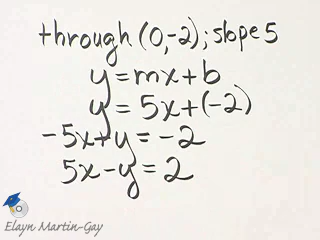 through (0,-2); slope 5
y = mx + b
y = 5x + (-2)
-5x + y = -2
5x - y = 2
Elayn Martin-Gay